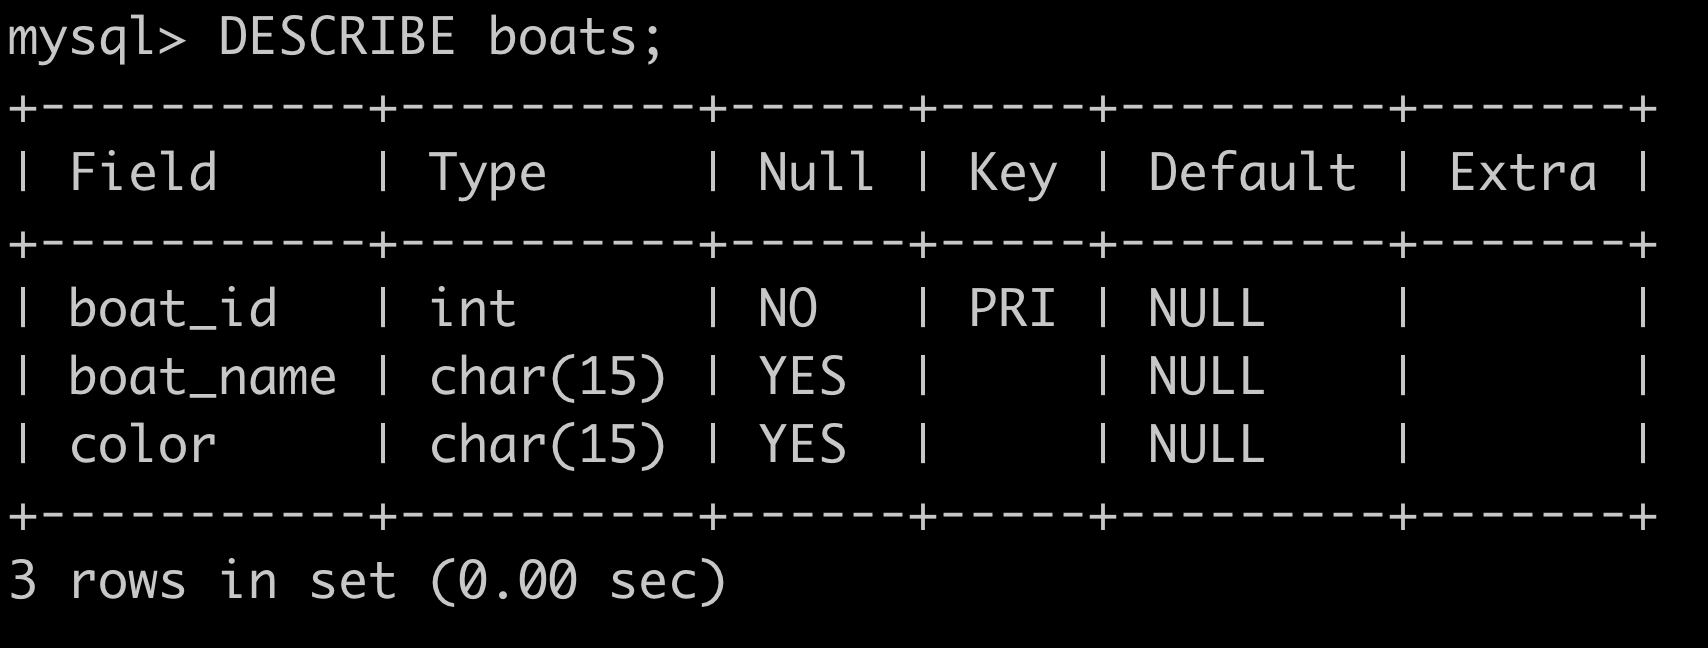 mysql> DESCRIBE boats;
+-----------+----------+------+-----+---------+-------+
| Field     | Type     | Null | Key | Default | Extra |
+-----------+----------+------+-----+---------+-------+
| boat_id   | int      | NO   | PRI | NULL    |       |
| boat_name | char(15) | YES  |     | NULL    |       |
| color     | char(15) | YES  |     | NULL    |       |
+-----------+----------+------+-----+---------+-------+
3 rows in set (0.00 sec)